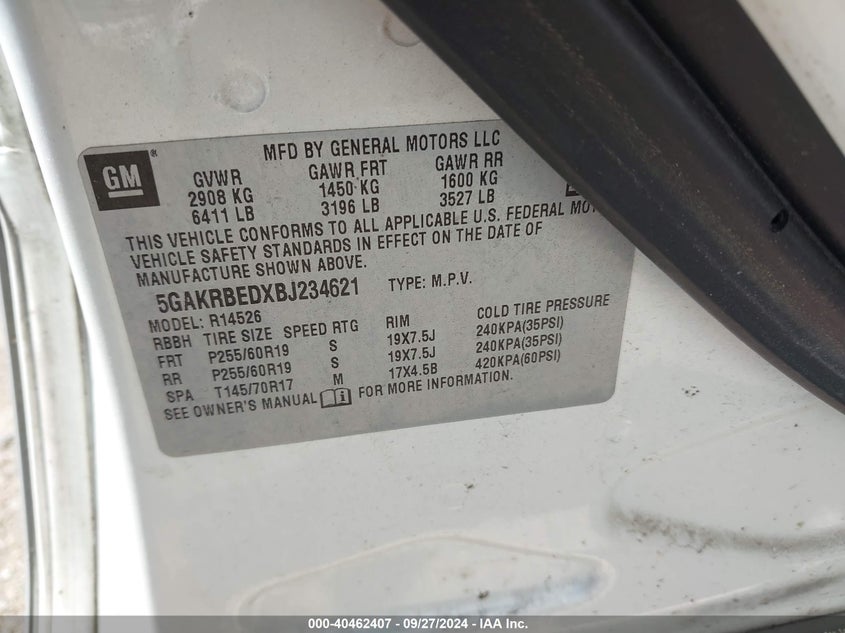 GM®
MFD BY GENERAL MOTORS LLC
GVWR GAWR FRT GAWR RR
2908 KG 1450 KG 1600 KG
6411 LB 3196 LB 3527 LB
THIS VEHICLE CONFORMS TO ALL APPLICABLE U.S. FEDERAL MO
VEHICLE SAFETY STANDARDS IN EFFECT ON THE DATE OF
MANUFACTURE SHOWN ABOVE.
5GAKRBEDXBJ234621 TYPE: M.P.V.
MODEL: R14526
RBBH TIRE SIZE SPEED RTG RIM COLD TIRE PRESSURE
FRT P255/60R19 S 19X7.5J 240KPA(35PSI)
RR P255/60R19 S 19X7.5J 240KPA(35PSI)
SPA T145/70R17 M 17X4.5B 420KPA(60PSI)
SEE OWNER'S MANUAL i FOR MORE INFORMATION.
000-40462407 - 09/27/2024 - IAAI.com